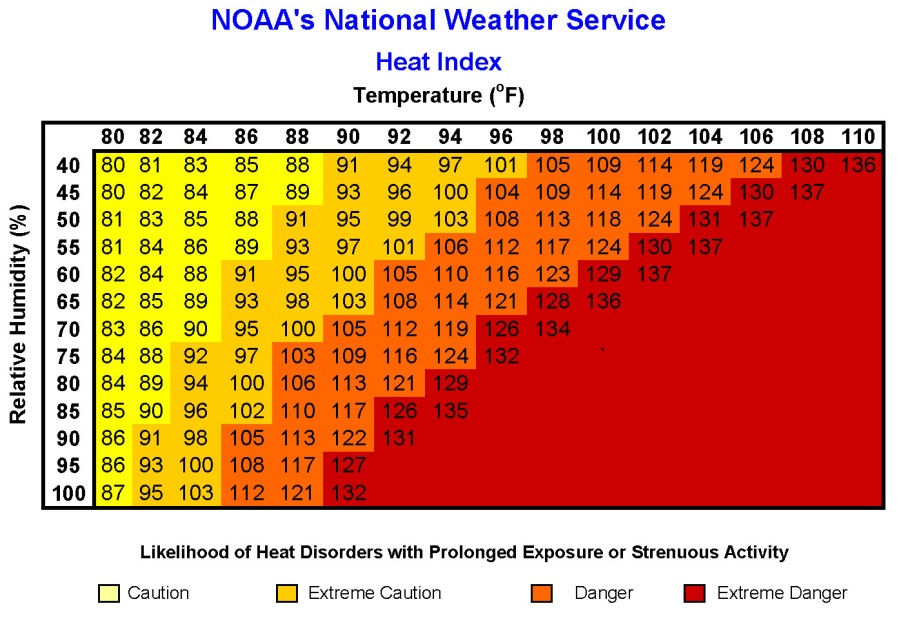 NOAA's National Weather Service
Heat Index
Temperature (°F)
80 82 84 86 88 90 92 94 96 98 100 102 104 106 108 110
Relative Humidity (%)
40 80 81 83 85 88 91 94 97 101 105 109 114 119 124 130 136
45 80 82 84 87 89 93 96 100 104 109 114 119 124 130 137
50 81 83 85 88 91 95 99 103 108 113 118 124 131 137
55 81 84 86 89 93 97 101 106 112 117 124 130 137
60 82 84 88 91 95 100 105 110 116 123 129 137
65 82 85 89 93 98 103 108 114 121 128 136
70 83 86 90 95 100 105 112 119 126 134
75 84 88 92 97 103 109 116 124 132
80 84 89 94 100 106 113 121 129
85 85 90 96 102 110 117 126 135
90 86 91 98 105 113 122 131
95 86 93 100 108 117 127
100 87 95 103 112 121 132
Likelihood of Heat Disorders with Prolonged Exposure or Strenuous Activity
Caution Extreme Caution Danger Extreme Danger